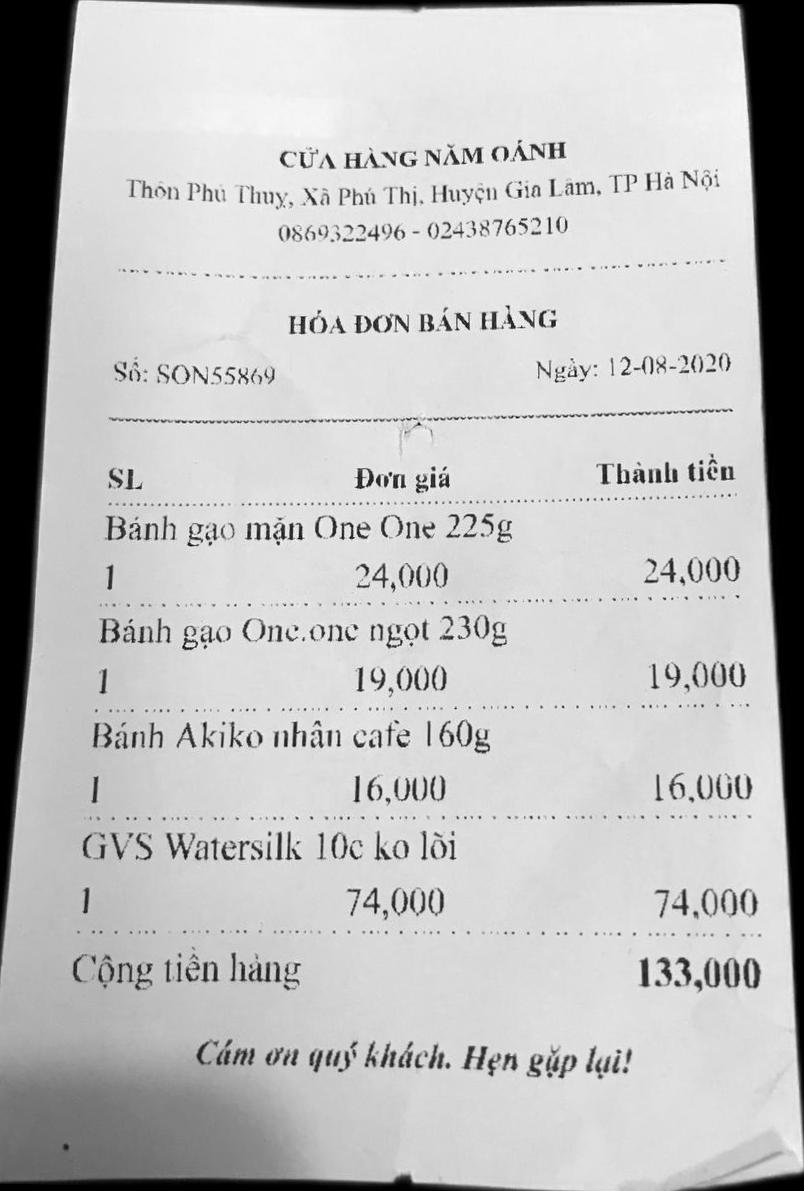 CỬA HÀNG NĂM OÁNH
Thôn Phú Thuỵ, Xã Phú Thị, Huyện Gia Lâm, TP Hà Nội
0869322496 - 02438765210
HÓA ĐƠN BÁN HÀNG
Số: SON55869 Ngày: 12-08-2020
SL Đơn giá Thành tiền
Bánh gạo mặn One One 225g
1 24,000 24,000
Bánh gạo One.one ngọt 230g
1 19,000 19,000
Bánh Akiko nhân cafe 160g
1 16,000 16,000
GVS Watersilk 10c ko lõi
1 74,000 74,000
Cộng tiền hàng 133,000
Cám ơn quý khách. Hẹn gặp lại!